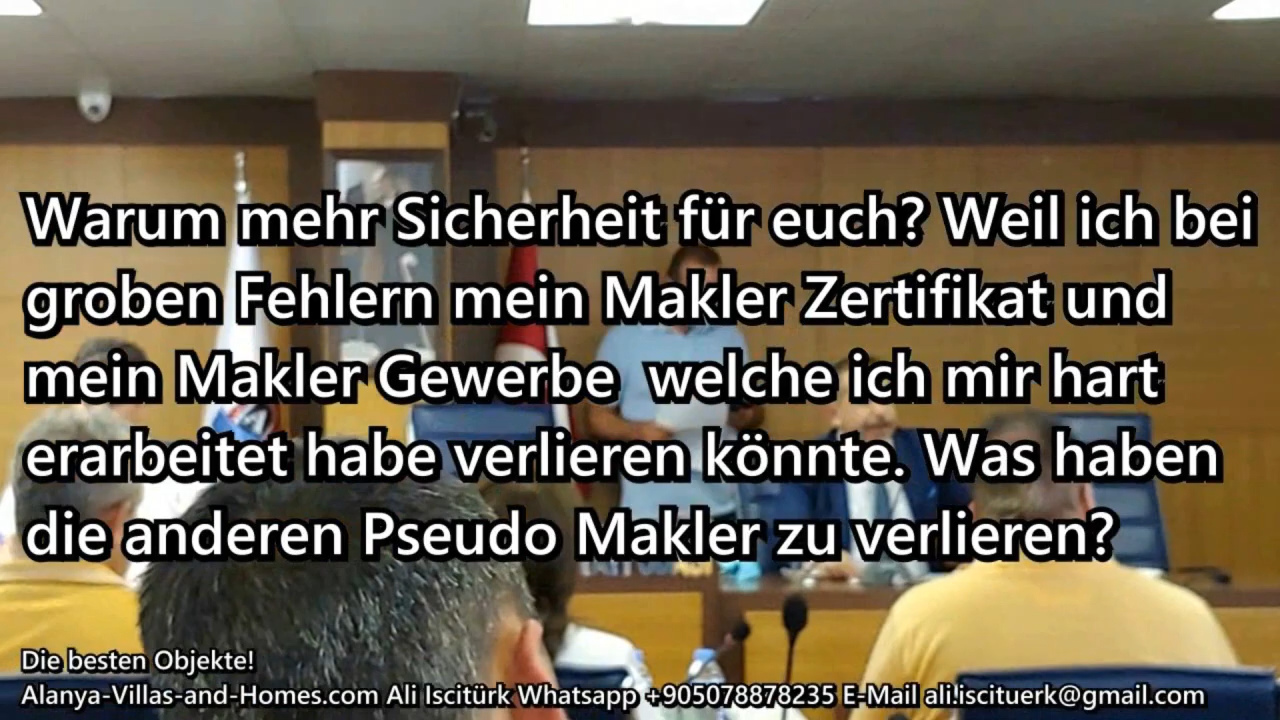 Warum mehr Sicherheit für euch? Weil ich bei
groben Fehlern mein Makler Zertifikat und
mein Makler Gewerbe  welche ich mir hart
erarbeitet habe verlieren könnte. Was haben
die anderen Pseudo Makler zu verlieren?
Die besten Objekte!
Alanya-Villas-and-Homes.com Ali Iscitürk Whatsapp +905078878235 E-Mail ali.iscituerk@gmail.com